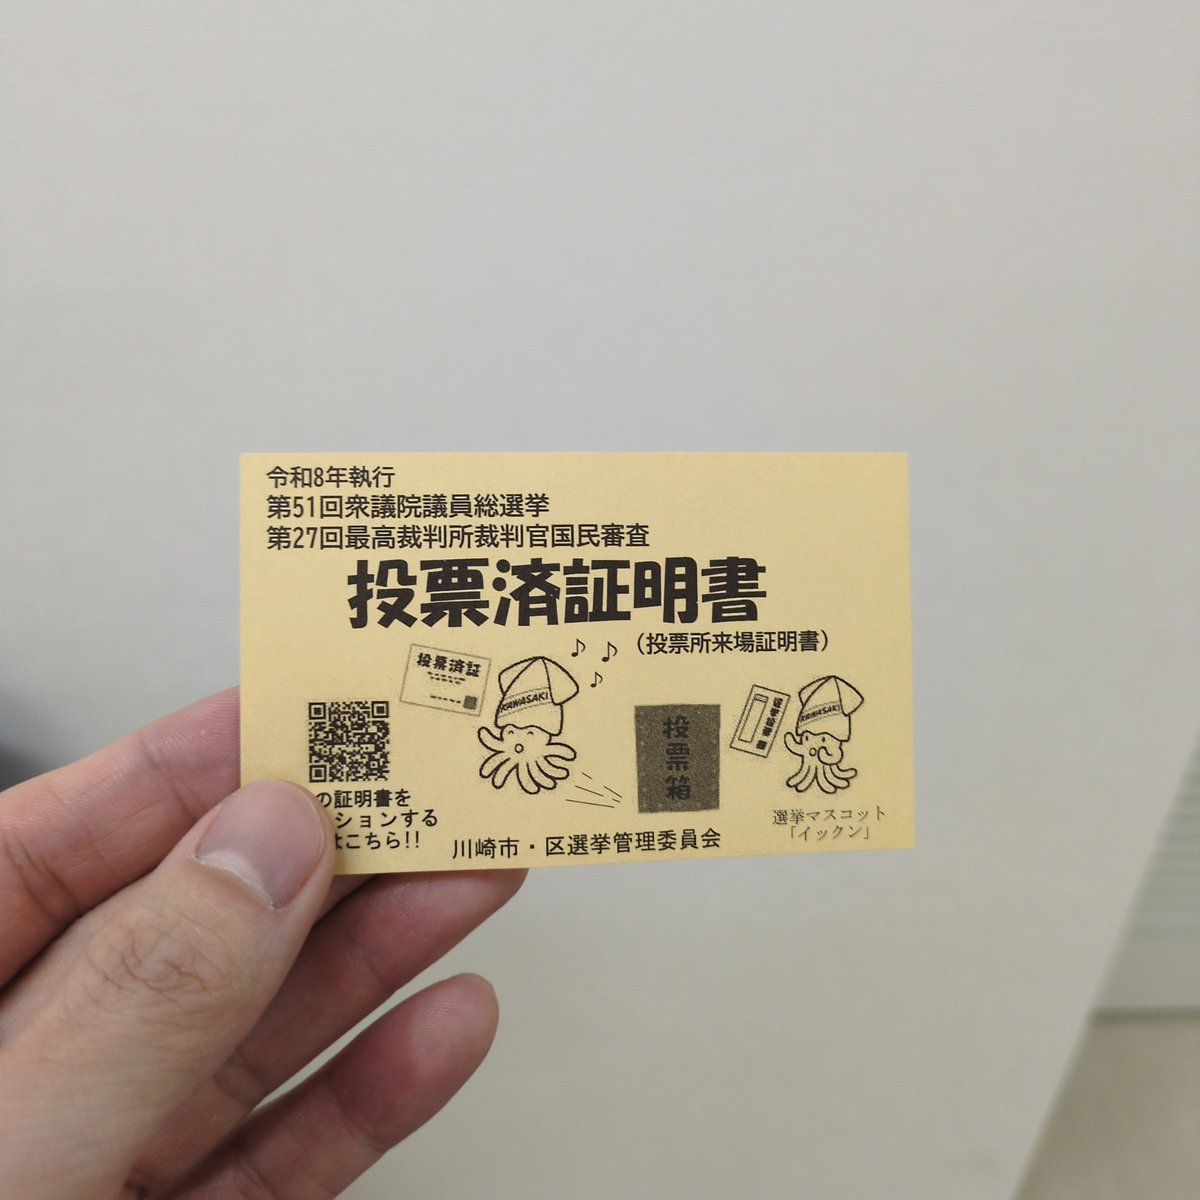 令和8年執行
第51回衆議院議員総選挙
第27回最高裁判所裁判官国民審査
投票済証明書
(投票所来場証明書)
投票済証
KAWASAKI
投票箱
KAWASAKI
の証明書を
ションする
こちら!!
川崎市・区選挙管理委員会
選挙マスコット
「イックン」